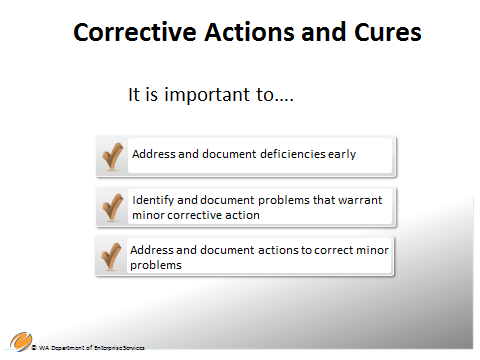 Corrective Actions and Cures
It is important to....
Address and document deficiencies early
Identify and document problems that warrant
minor corrective action
Address and document actions to correct minor
problems
© WA Department of Enterprise Services